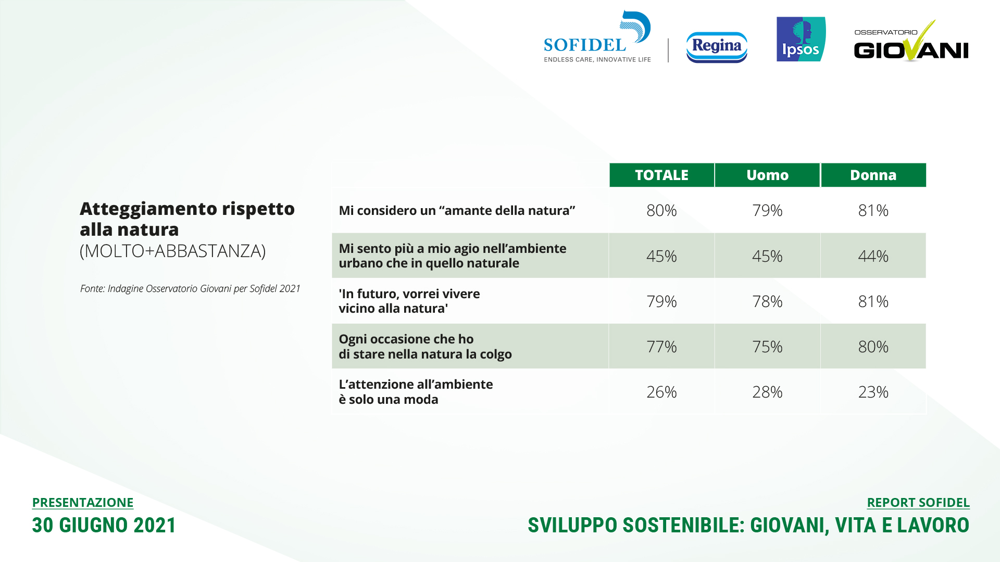 SOFIDEL
ENDLESS CARE, INNOVATIVE LIFE
Regina
Ipsos
OSSERVATORIO
GIOVANI
Atteggiamento rispetto
alla natura
(MOLTO+ABBASTANZA)
Fonte: Indagine Osservatorio Giovani per Sofidel 2021
TOTALE Uomo Donna
Mi considero un “amante della natura” 80% 79% 81%
Mi sento più a mio agio nell’ambiente
urbano che in quello naturale 45% 45% 44%
'In futuro, vorrei vivere
vicino alla natura' 79% 78% 81%
Ogni occasione che ho
di stare nella natura la colgo 77% 75% 80%
L’attenzione all’ambiente
è solo una moda 26% 28% 23%
PRESENTAZIONE
30 GIUGNO 2021
REPORT SOFIDEL
SVILUPPO SOSTENIBILE: GIOVANI, VITA E LAVORO